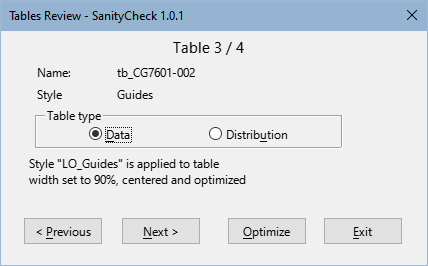 Tables Review - SanityCheck 1.0.1
Table 3 / 4
Name: tb_CG7601-002
Style Guides
Table type
Data Distribution
Style "LO_Guides" is applied to table
width set to 90%, centered and optimized
< Previous Next > Optimize Exit